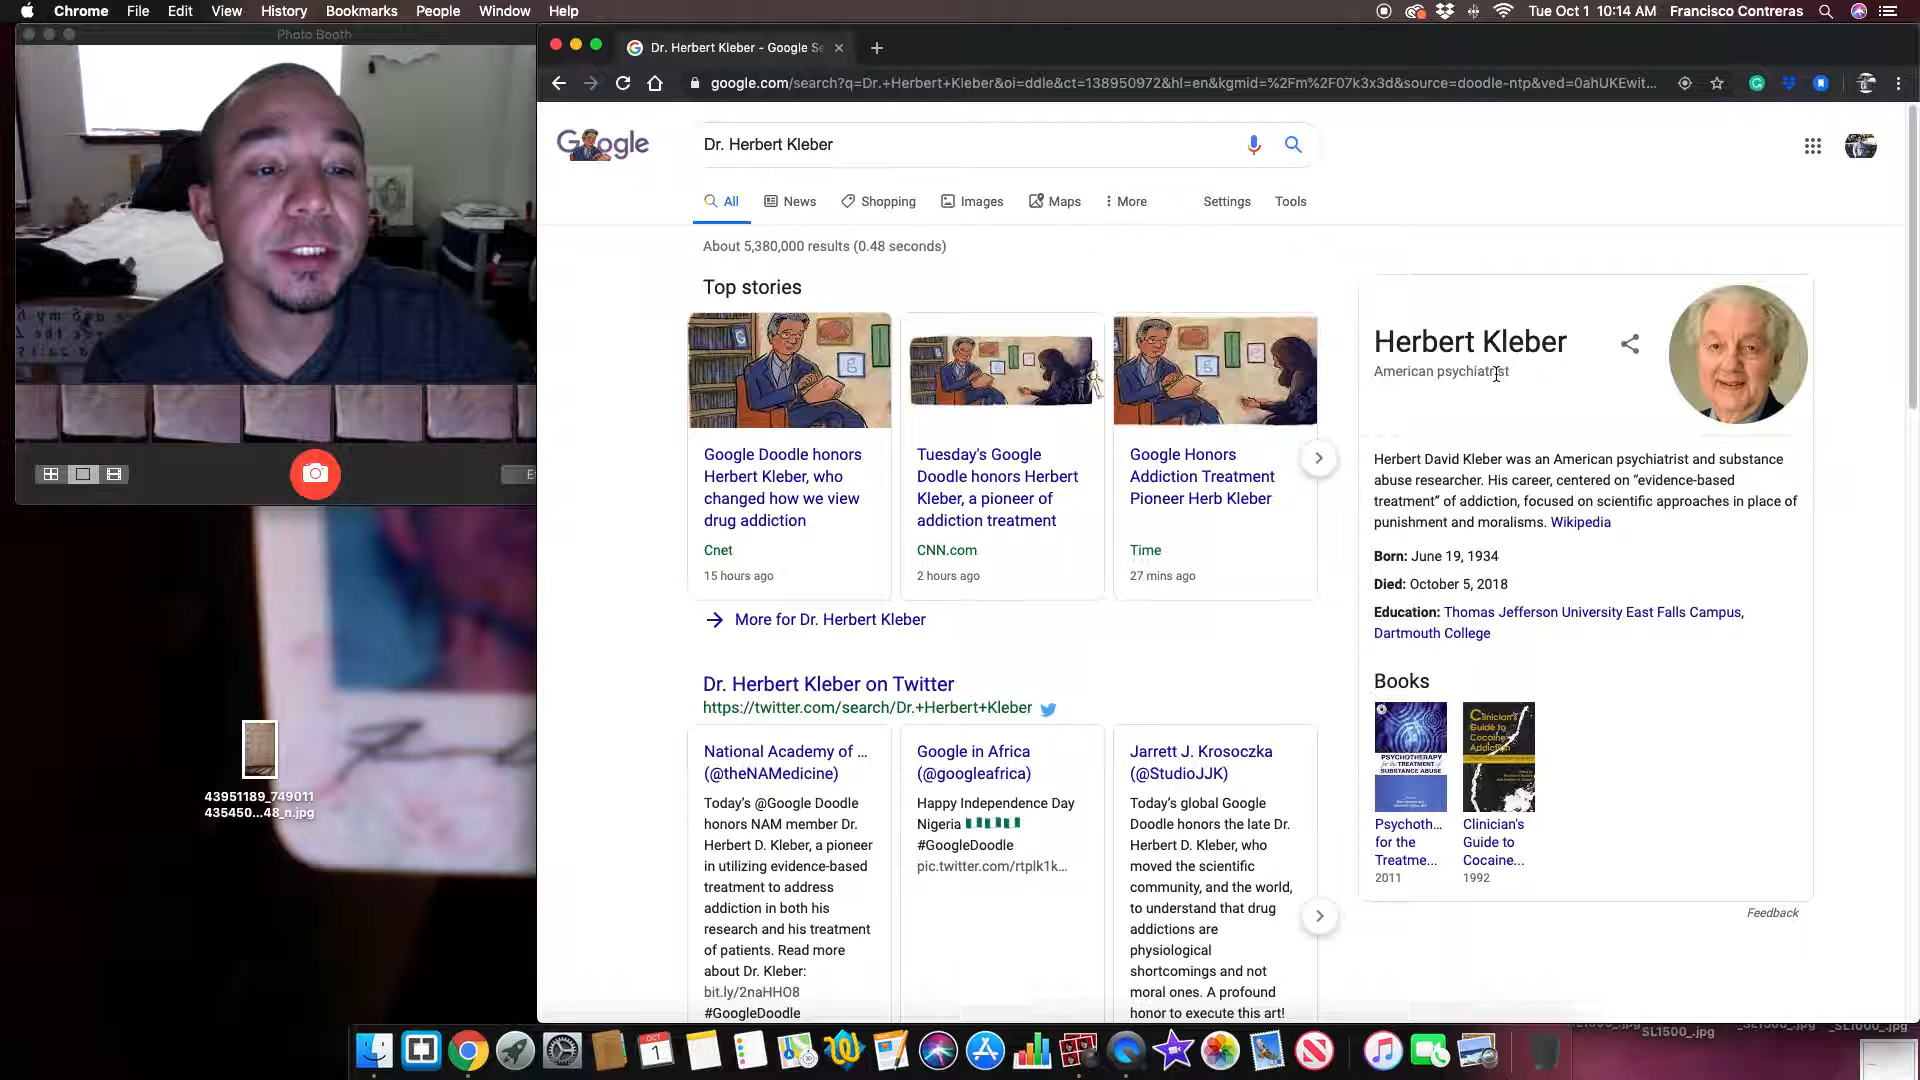 Chrome File Edit View History Bookmarks People Window Help
Tue Oct 1 10:14 AM Francisco Contreras
Photo Booth
Dr. Herbert Kleber - Google Se
google.com/search?q=Dr.+Herbert+Kleber&oi=ddle&ct=138950972&hl=en&kgmid=%2Fm%2F07k3x3d&source=doodle-ntp&ved=0ahUKEwit...
Google
Dr. Herbert Kleber
All News Shopping Images Maps More Settings Tools
About 5,380,000 results (0.48 seconds)
Top stories
Google Doodle honors
Herbert Kleber, who
changed how we view
drug addiction
Cnet
15 hours ago
Tuesday's Google
Doodle honors Herbert
Kleber, a pioneer of
addiction treatment
CNN.com
2 hours ago
Google Honors
Addiction Treatment
Pioneer Herb Kleber
Time
27 mins ago
More for Dr. Herbert Kleber
Dr. Herbert Kleber on Twitter
https://twitter.com/search/Dr.+Herbert+Kleber
National Academy of ...
(@theNAMedicine)
Today's @Google Doodle
honors NAM member Dr.
Herbert D. Kleber, a pioneer
in utilizing evidence-based
treatment to address
addiction in both his
research and his treatment
of patients. Read more
about Dr. Kleber:
bit.ly/2naHHO8
#GoogleDoodle
Google in Africa
(@googleafrica)
Happy Independence Day
Nigeria
#GoogleDoodle
pic.twitter.com/rtplk1k...
Jarrett J. Krosoczka
(@StudioJJK)
Today's global Google
Doodle honors the late Dr.
Herbert D. Kleber, who
moved the scientific
community, and the world,
to understand that drug
addictions are
physiological
shortcomings and not
moral ones. A profound
honor to execute this art!
Herbert Kleber
American psychiatrist
Herbert David Kleber was an American psychiatrist and substance
abuse researcher. His career, centered on "evidence-based
treatment" of addiction, focused on scientific approaches in place of
punishment and moralisms. Wikipedia
Born: June 19, 1934
Died: October 5, 2018
Education: Thomas Jefferson University East Falls Campus,
Dartmouth College
Books
PSYCHOTHERAPY
for the TREATMENT of
SUBSTANCE ABUSE
Clinician's
Guide to
Cocaine
Addiction
Psychoth...
for the
Treatme...
2011
Clinician's
Guide to
Cocaine...
1992
Feedback
43951189_749011
435450...48_n.jpg
OCT
1
SL1500_.jpg